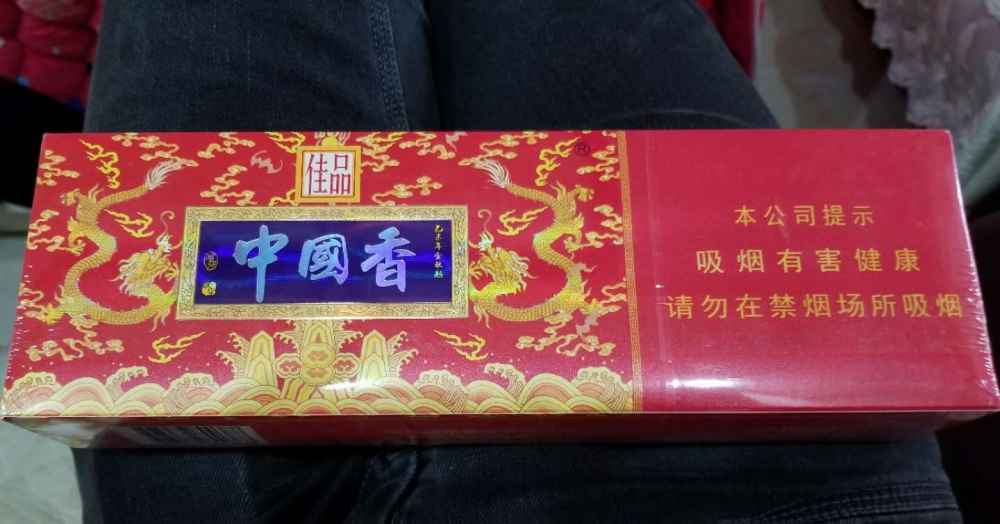 佳品
中國香
®
本公司提示
吸烟有害健康
请勿在禁烟场所吸烟